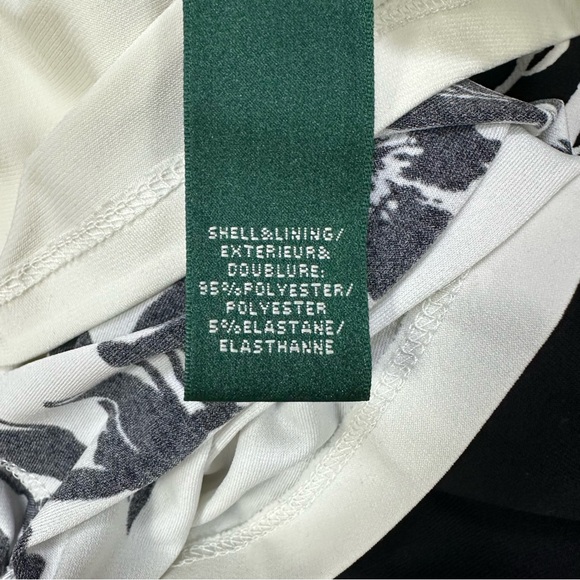 SHELL&LINING/
EXTERIEUR&
DOUBLURE:
95%POLYESTER/
POLYESTER
5%ELASTANE/
ELASTHANNE